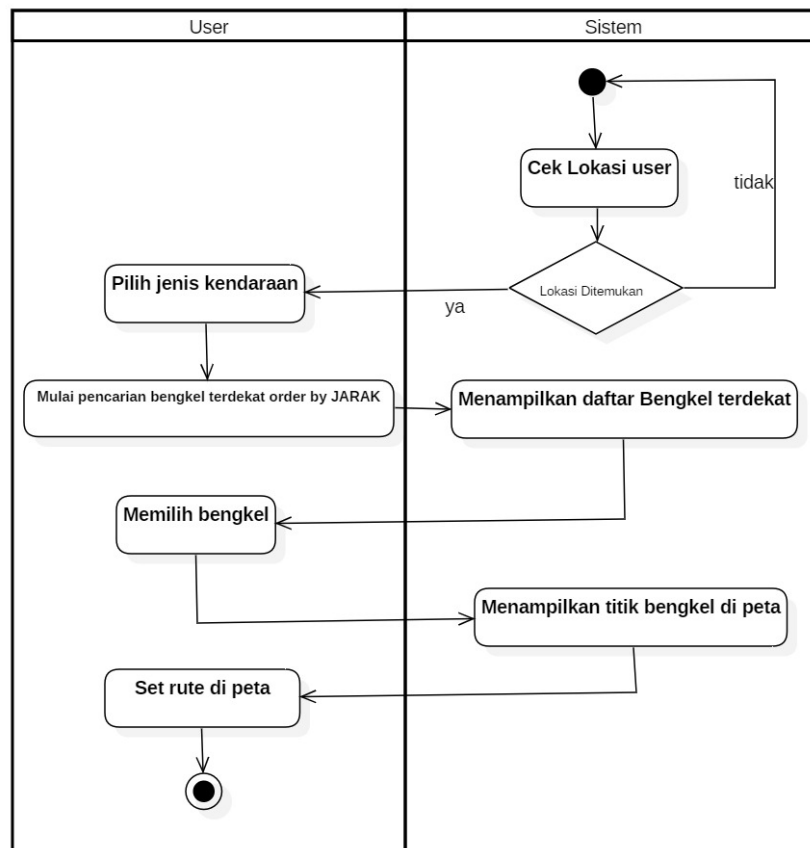 User
Sistem
Cek Lokasi user
tidak
Lokasi Ditemukan
ya
Pilih jenis kendaraan
Mulai pencarian bengkel terdekat order by JARAK
Menampilkan daftar Bengkel terdekat
Memilih bengkel
Menampilkan titik bengkel di peta
Set rute di peta